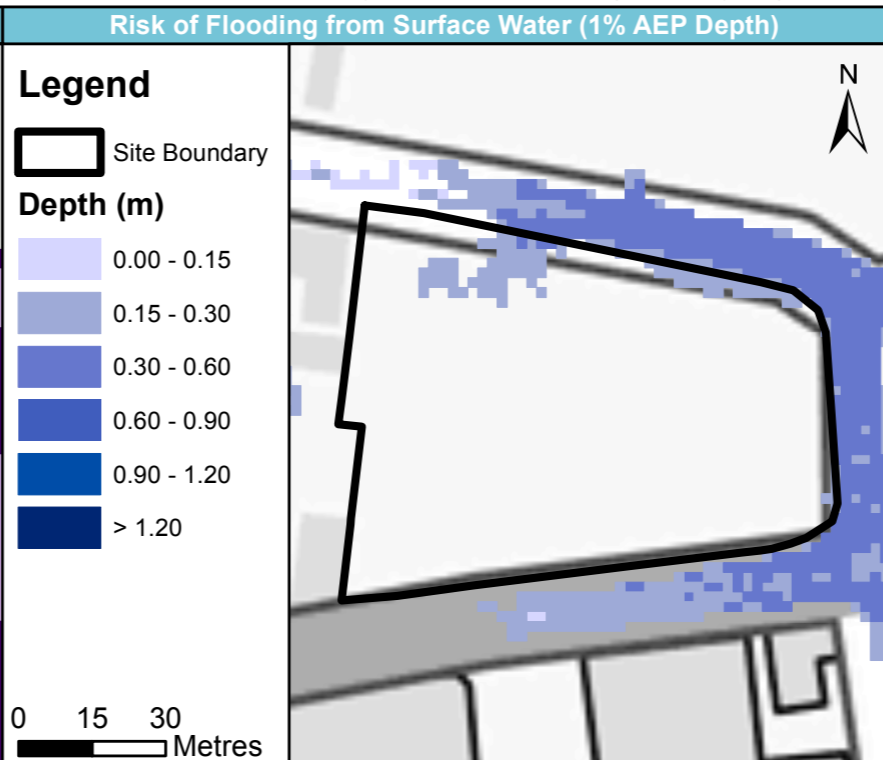 Risk of Flooding from Surface Water (1% AEP Depth)
Legend
Site Boundary
Depth (m)
0.00 - 0.15
0.15 - 0.30
0.30 - 0.60
0.60 - 0.90
0.90 - 1.20
> 1.20
0 15 30
Metres
N